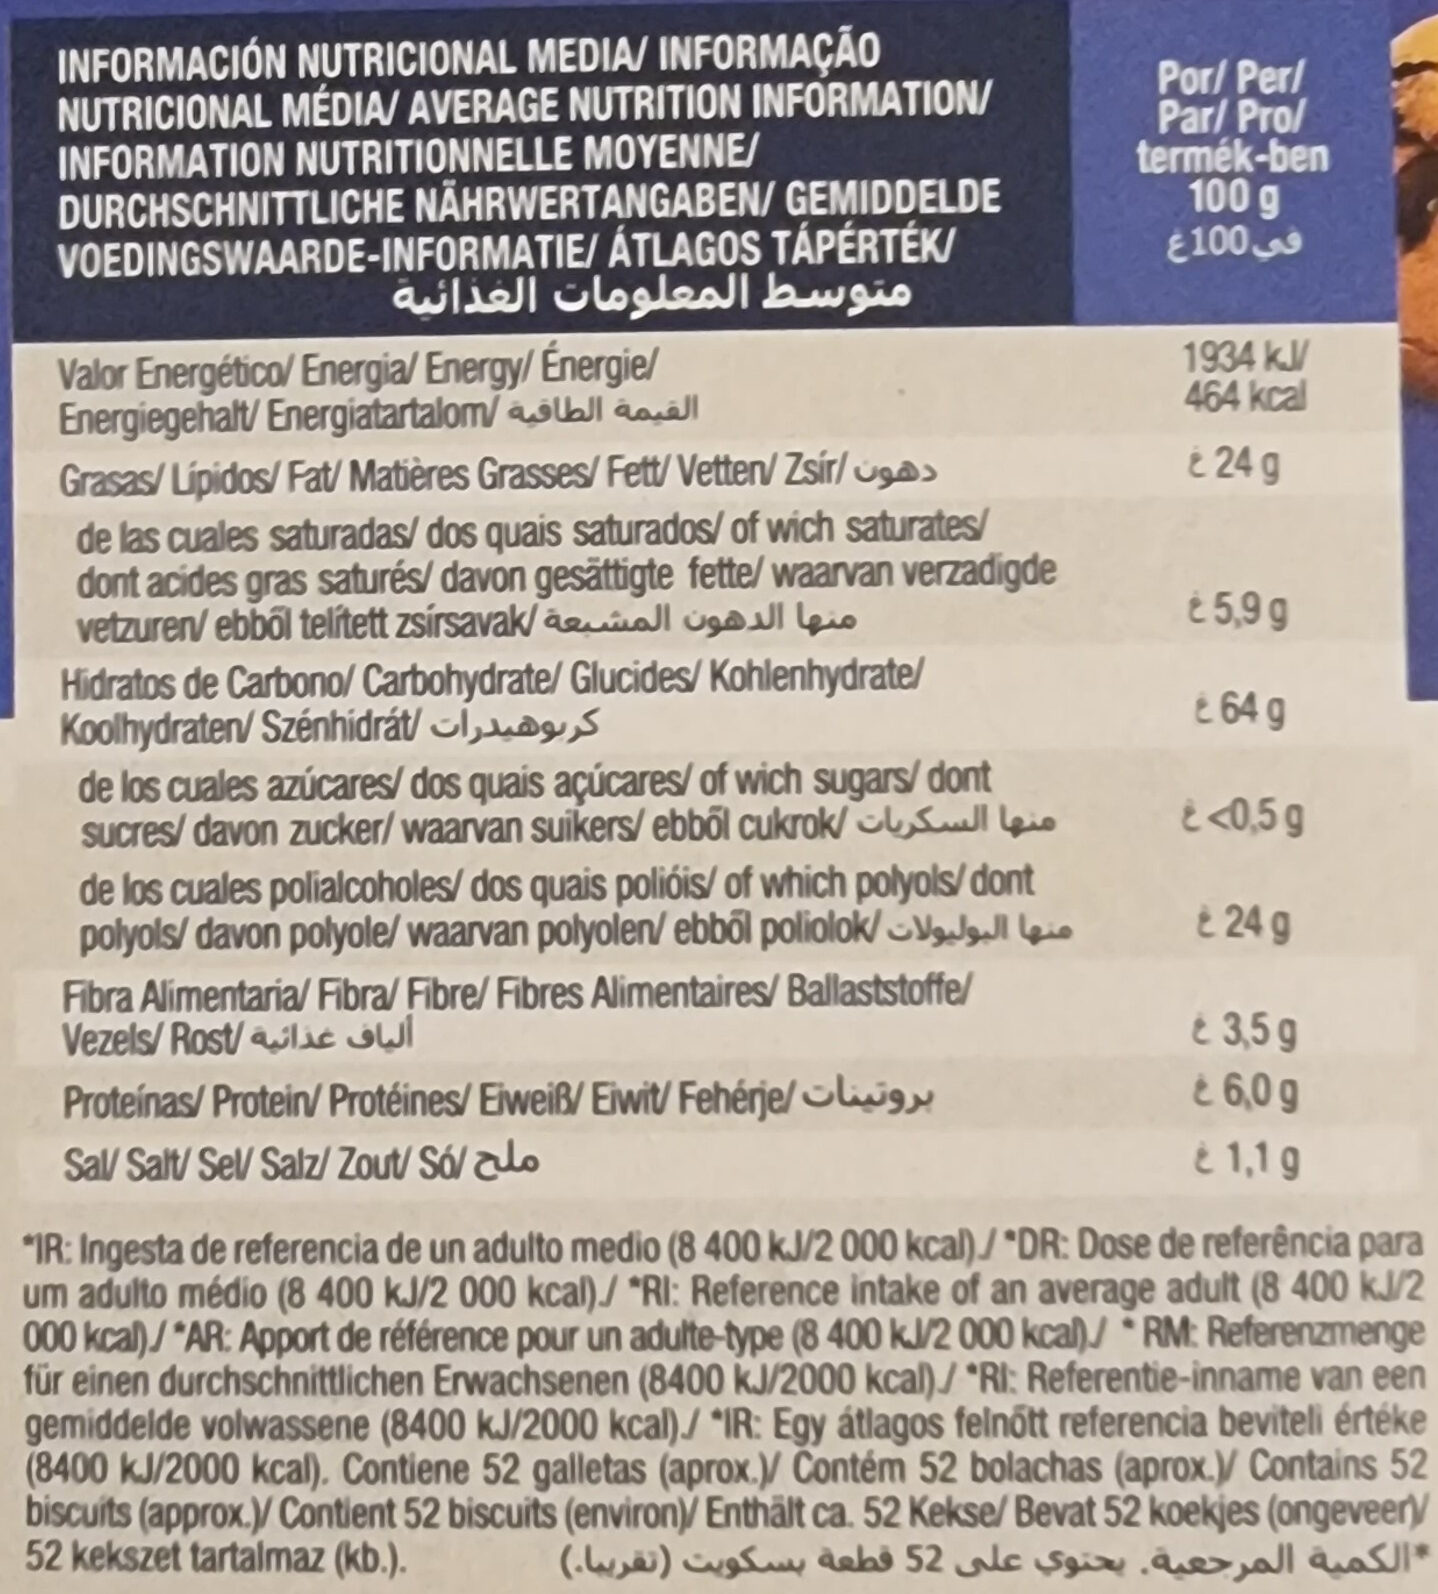 INFORMACIÓN NUTRICIONAL MEDIA/ INFORMAÇÃO
NUTRICIONAL MÉDIA/ AVERAGE NUTRITION INFORMATION/
INFORMATION NUTRITIONNELLE MOYENNE/
DURCHSCHNITTLICHE NÄHRWERTANGABEN/ GEMIDDELDE
VOEDINGSWAARDE-INFORMATIE/ ÁTLAGOS TÁPÉRTÉK/
متوسط المعلومات الغذائية
Por/ Per/
Par/ Pro/
termék-ben
100 g
في 100غ
Valor Energético/ Energia/ Energy/ Énergie/
Energiegehalt/ Energiatartalom/ القيمة الطاقية
1934 kJ/
464 kcal
Grasas/ Lípidos/ Fat/ Matières Grasses/ Fett/ Vetten/ Zsír/ دهون
غ 24 g
de las cuales saturadas/ dos quais saturados/ of wich saturates/
dont acides gras saturés/ davon gesättigte fette/ waarvan verzadigde
vetzuren/ ebből telített zsírsavak/ منها الدهون المشبعة
غ 5,9 g
Hidratos de Carbono/ Carbohydrate/ Glucides/ Kohlenhydrate/
Koolhydraten/ Szénhidrát/ كربوهيدرات
غ 64 g
de los cuales azúcares/ dos quais açúcares/ of wich sugars/ dont
sucres/ davon zucker/ waarvan suikers/ ebből cukrok/ منها السكريات
غ <0,5 g
de los cuales polialcoholes/ dos quais polióis/ of which polyols/ dont
polyols/ davon polyole/ waarvan polyolen/ ebből poliolok/ منها البوليولات
غ 24 g
Fibra Alimentaria/ Fibra/ Fibre/ Fibres Alimentaires/ Ballaststoffe/
Vezels/ Rost/ ألياف غذائية
غ 3,5 g
Proteínas/ Protein/ Protéines/ Eiweiß/ Eiwit/ Fehérje/ بروتينات
غ 6,0 g
Sal/ Salt/ Sel/ Salz/ Zout/ Só/ ملح
غ 1,1 g
*IR: Ingesta de referencia de un adulto medio (8 400 kJ/2 000 kcal)./ *DR: Dose de referência para
um adulto médio (8 400 kJ/2 000 kcal)./ *RI: Reference intake of an average adult (8 400 kJ/2
000 kcal)./ *AR: Apport de référence pour un adulte-type (8 400 kJ/2 000 kcal)./ * RM: Referenzmenge
für einen durchschnittlichen Erwachsenen (8400 kJ/2000 kcal)./ *RI: Referentie-inname van een
gemiddelde volwassene (8400 kJ/2000 kcal)./ *IR: Egy átlagos felnőtt referencia beviteli értéke
(8400 kJ/2000 kcal). Contiene 52 galletas (aprox.)/ Contém 52 bolachas (aprox.)/ Contains 52
biscuits (approx.)/ Contient 52 biscuits (environ)/ Enthält ca. 52 Kekse/ Bevat 52 koekjes (ongeveer)/
52 kekszet tartalmaz (kb.). *الكمية المرجعية. يحتوي على 52 قطعة بسكويت (تقريبا.)